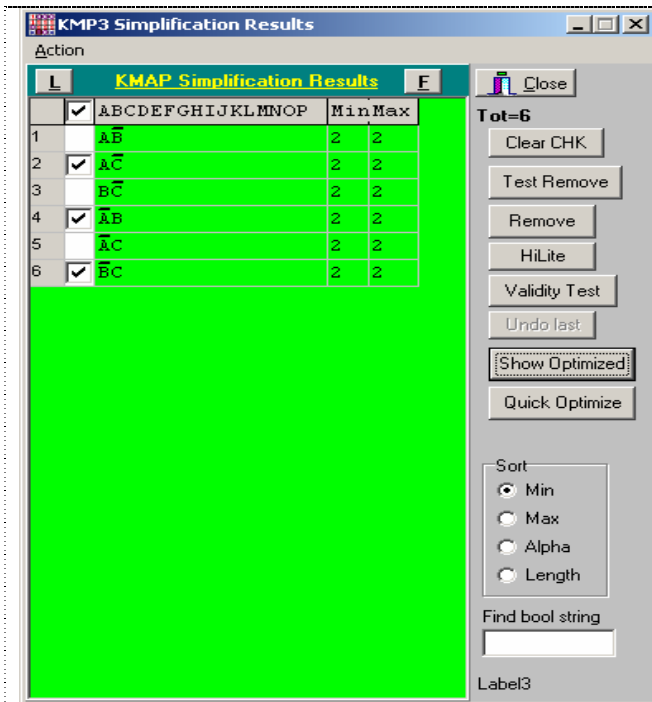 KMP3 Simplification Results
Action
L KMAP Simplification Results F
ABCDEFGHIJKLMNOP Min Max
1 AB̅ 2 2
2 AC̅ 2 2
3 BC̅ 2 2
4 A̅B 2 2
5 A̅C 2 2
6 B̅C 2 2
Close
Tot=6
Clear CHK
Test Remove
Remove
HiLite
Validity Test
Undo last
Show Optimized
Quick Optimize
Sort
Min
Max
Alpha
Length
Find bool string
Label3